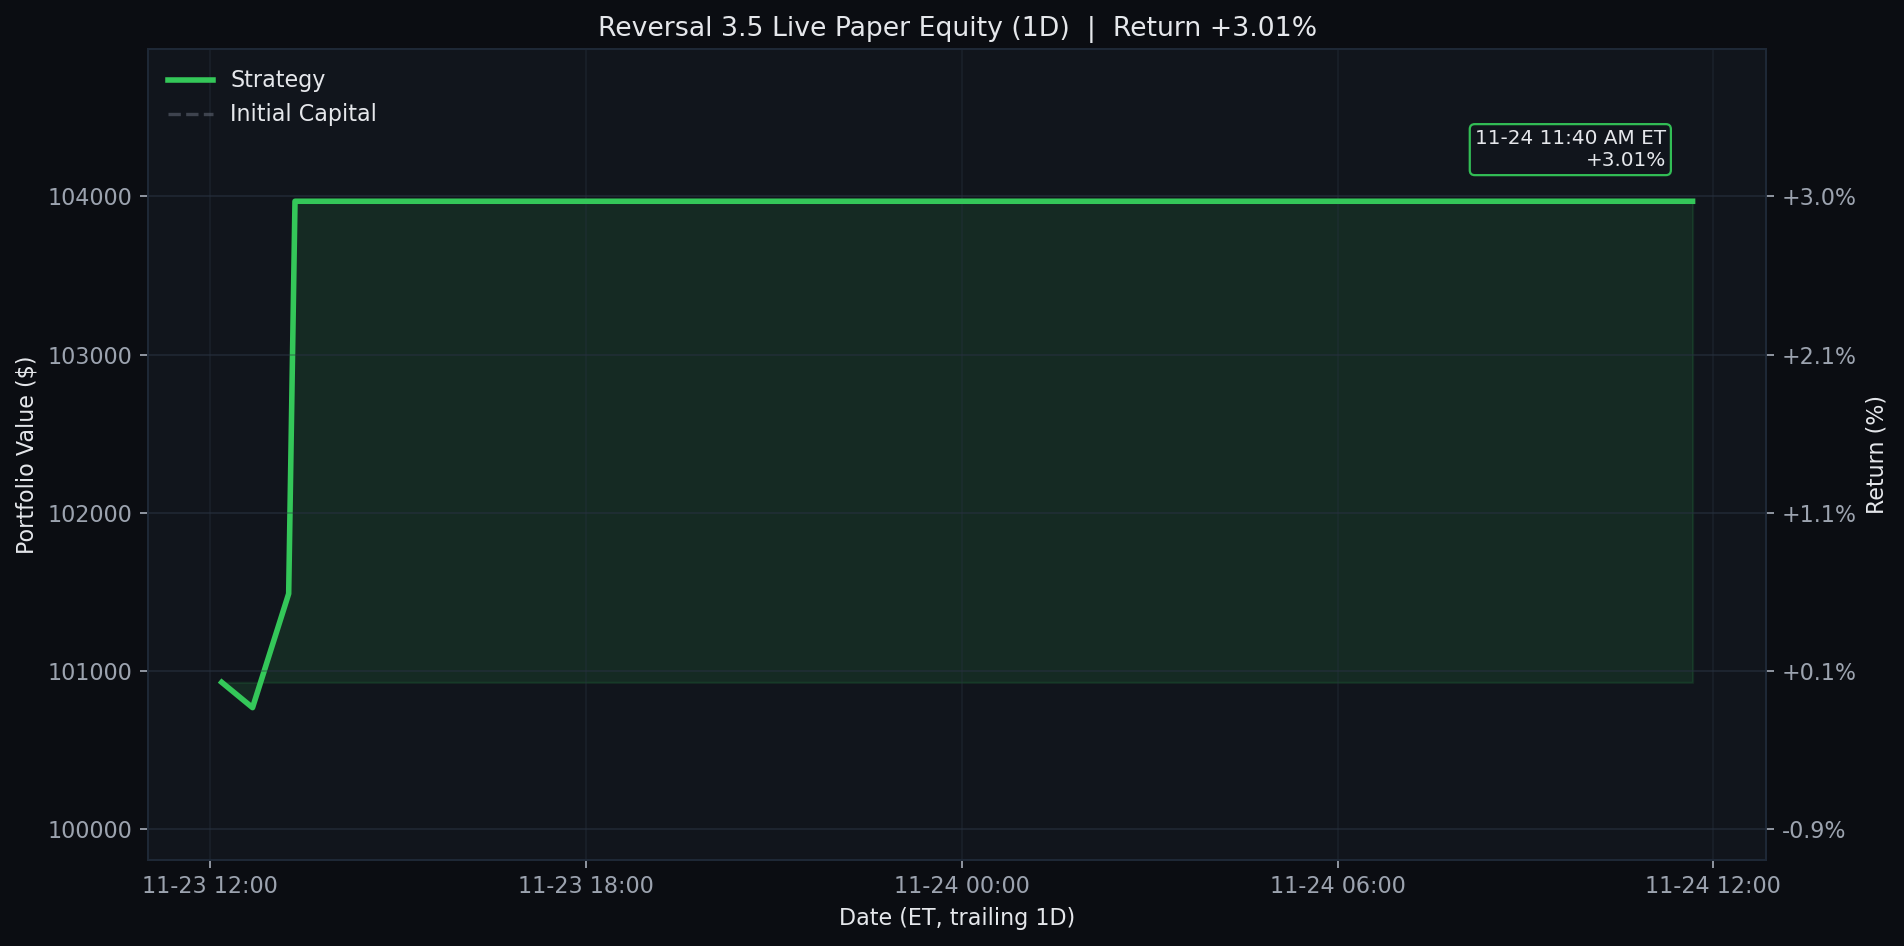 Reversal 3.5 Live Paper Equity (1D) | Return +3.01%
Strategy
Initial Capital
11-24 11:40 AM ET
+3.01%
Portfolio Value ($)
104000
103000
102000
101000
100000
+3.0%
+2.1%
+1.1%
+0.1%
-0.9%
Return (%)
11-23 12:00
11-23 18:00
11-24 00:00
11-24 06:00
11-24 12:00
Date (ET, trailing 1D)